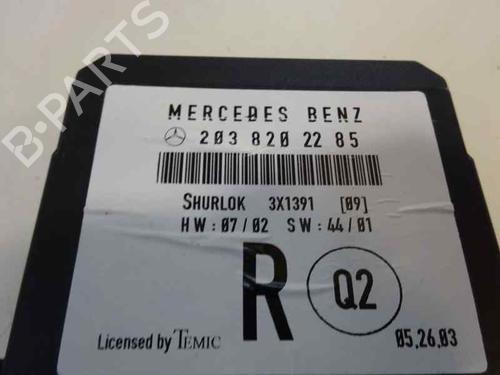 B-PARTS
MERCEDES BENZ
203 820 22 85
SHURLOK 3X1391 [09]
HW : 07/02 SW : 44/01
R Q2
Licensed by TEMIC 05.26.03